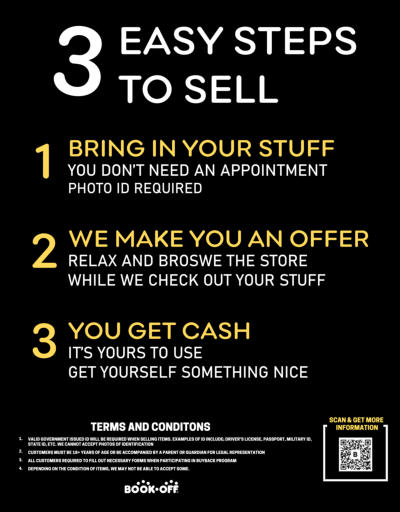 3 EASY STEPS
TO SELL
1 BRING IN YOUR STUFF
YOU DON'T NEED AN APPOINTMENT
PHOTO ID REQUIRED
2 WE MAKE YOU AN OFFER
RELAX AND BROSWE THE STORE
WHILE WE CHECK OUT YOUR STUFF
3 YOU GET CASH
IT'S YOURS TO USE
GET YOURSELF SOMETHING NICE
TERMS AND CONDITONS
1. VALID GOVERNMENT ISSUED ID WILL BE REQUIRED WHEN SELLING ITEMS. EXAMPLES OF ID INCLUDE; DRIVER'S LICENSE, PASSPORT, MILITARY ID,
STATE ID, ETC. WE CANNOT ACCEPT PHOTOS OF IDENTIFICATION
2. CUSTOMERS MUST BE 18+ YEARS OF AGE OR BE ACCOMPANIED BY A PARENT OR GUARDIAN FOR LEGAL REPRESENTATION
3. ALL CUSTOMERS REQUIRED TO FILL OUT NECESSARY FORMS WHEN PARTICIPATING IN BUYBACK PROGRAM
4. DEPENDING ON THE CONDITION OF ITEMS, WE MAY NOT BE ABLE TO ACCEPT SOME.
SCAN & GET MORE
INFORMATION
B
BOOK•OFF